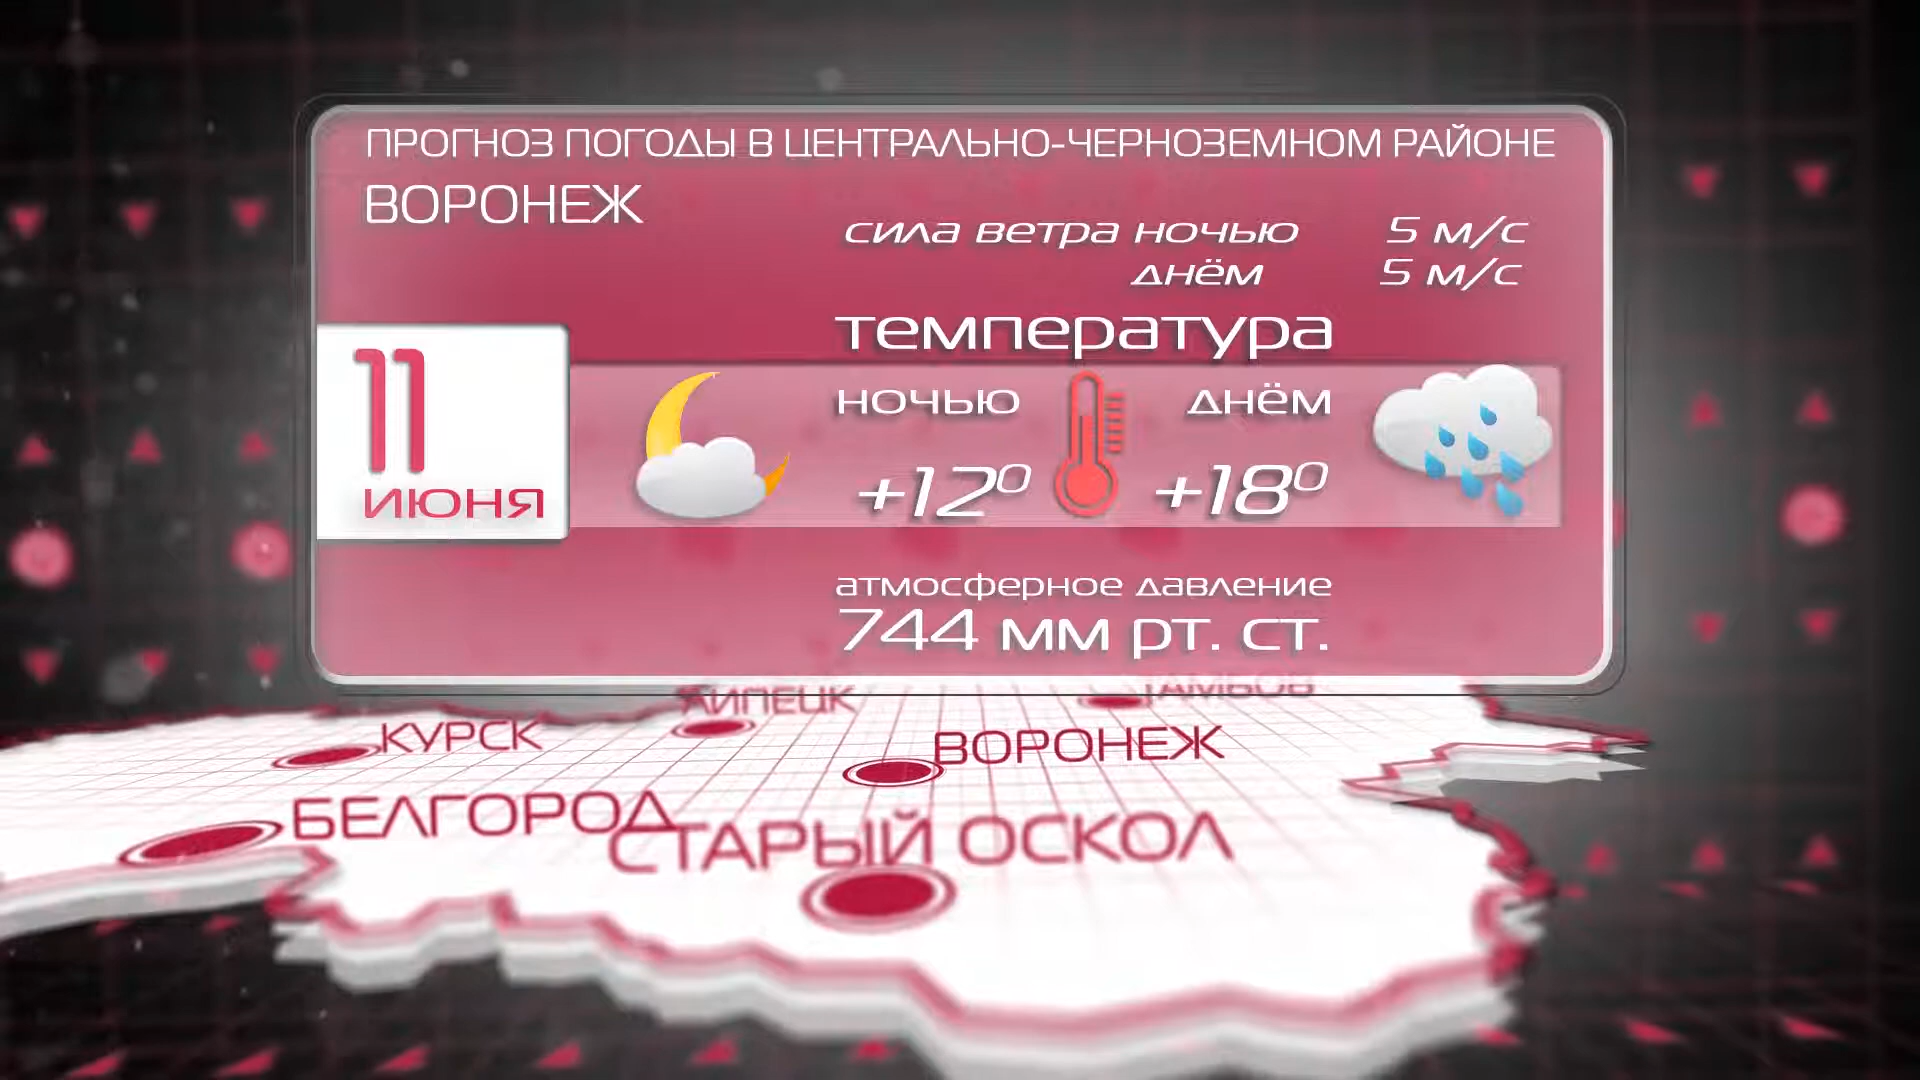 ПРОГНОЗ ПОГОДЫ В ЦЕНТРАЛЬНО-ЧЕРНОЗЕМНОМ РАЙОНЕ
ВОРОНЕЖ
сила ветра ночью 5 м/с
днём 5 м/с
температура
11
ИЮНЯ
ночью днём
+12⁰ +18⁰
атмосферное давление
744 мм рт. ст.
ЛИПЕЦК ТАМБОВ
КУРСК ВОРОНЕЖ
БЕЛГОРОД
СТАРЫЙ ОСКОЛ